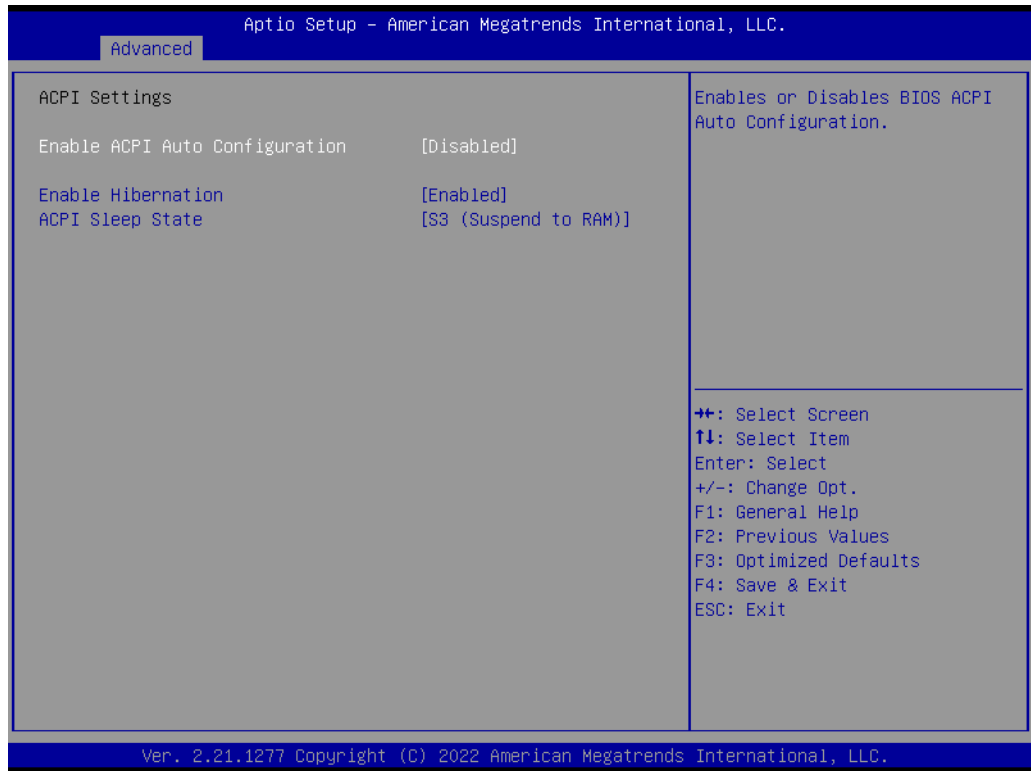 Aptio Setup – American Megatrends International, LLC.
Advanced
ACPI Settings
Enable ACPI Auto Configuration [Disabled]
Enable Hibernation [Enabled]
ACPI Sleep State [S3 (Suspend to RAM)]
Enables or Disables BIOS ACPI
Auto Configuration.
→←: Select Screen
↑↓: Select Item
Enter: Select
+/-: Change Opt.
F1: General Help
F2: Previous Values
F3: Optimized Defaults
F4: Save & Exit
ESC: Exit
Ver. 2.21.1277 Copyright (C) 2022 American Megatrends International, LLC.